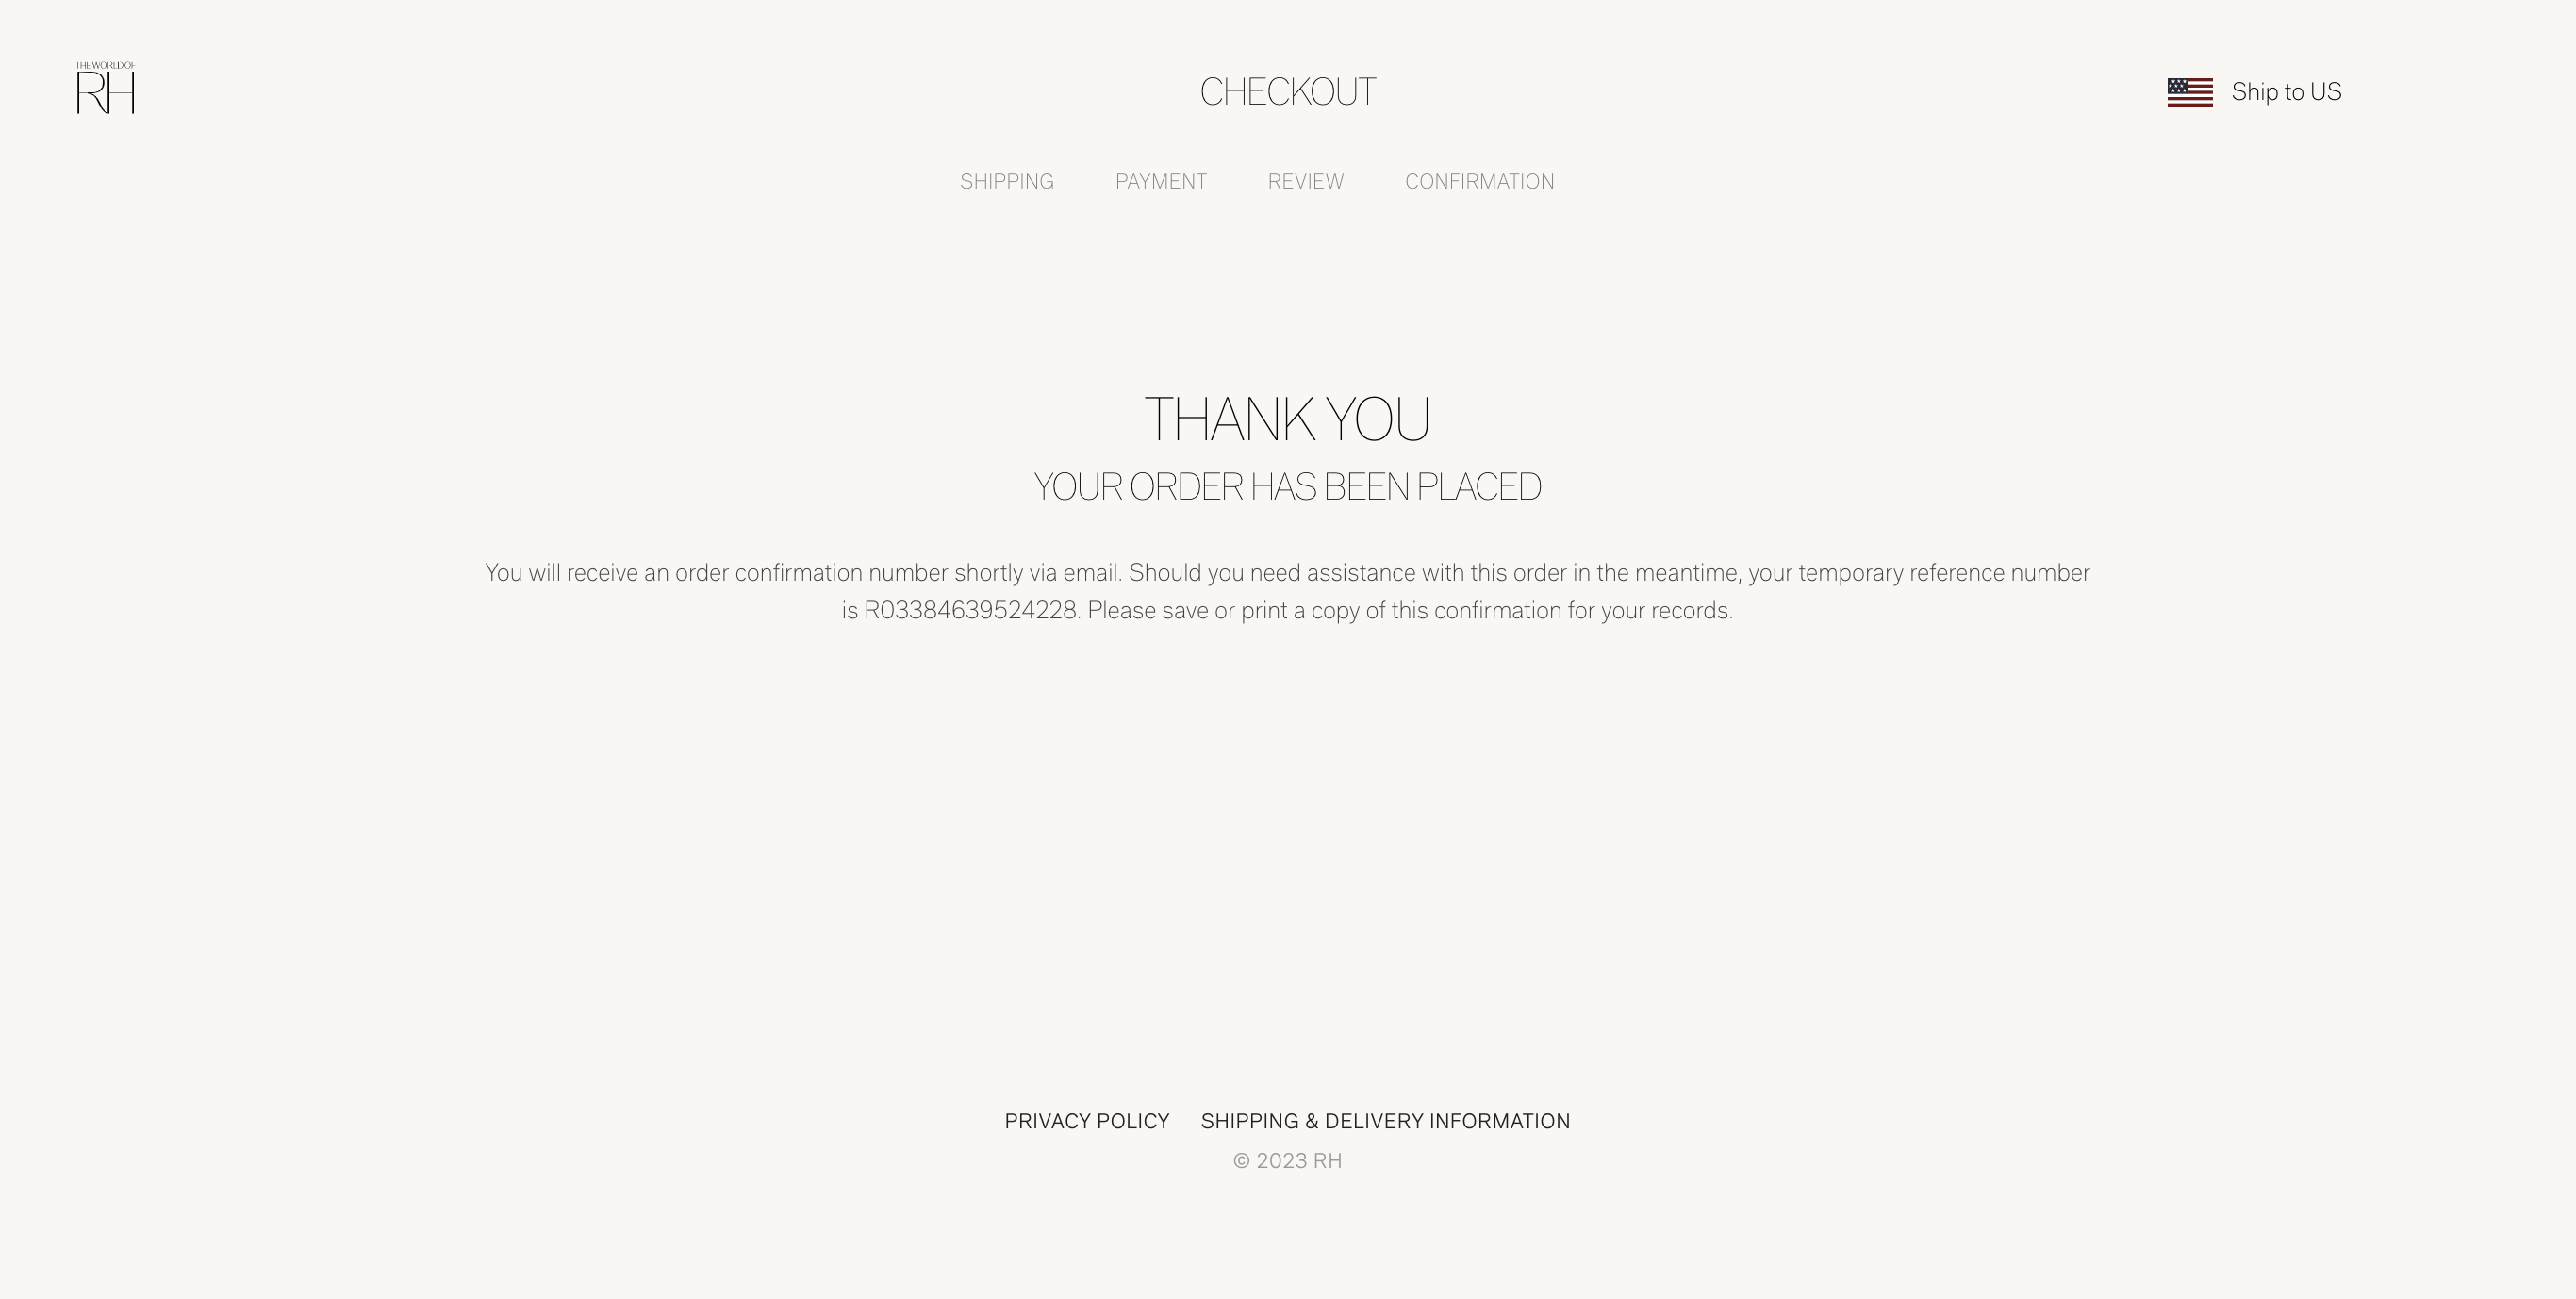 THE WORLD OF
RH
CHECKOUT
Ship to US
SHIPPING PAYMENT REVIEW CONFIRMATION
THANK YOU
YOUR ORDER HAS BEEN PLACED
You will receive an order confirmation number shortly via email. Should you need assistance with this order in the meantime, your temporary reference number
is R03384639524228. Please save or print a copy of this confirmation for your records.
PRIVACY POLICY SHIPPING & DELIVERY INFORMATION
© 2023 RH